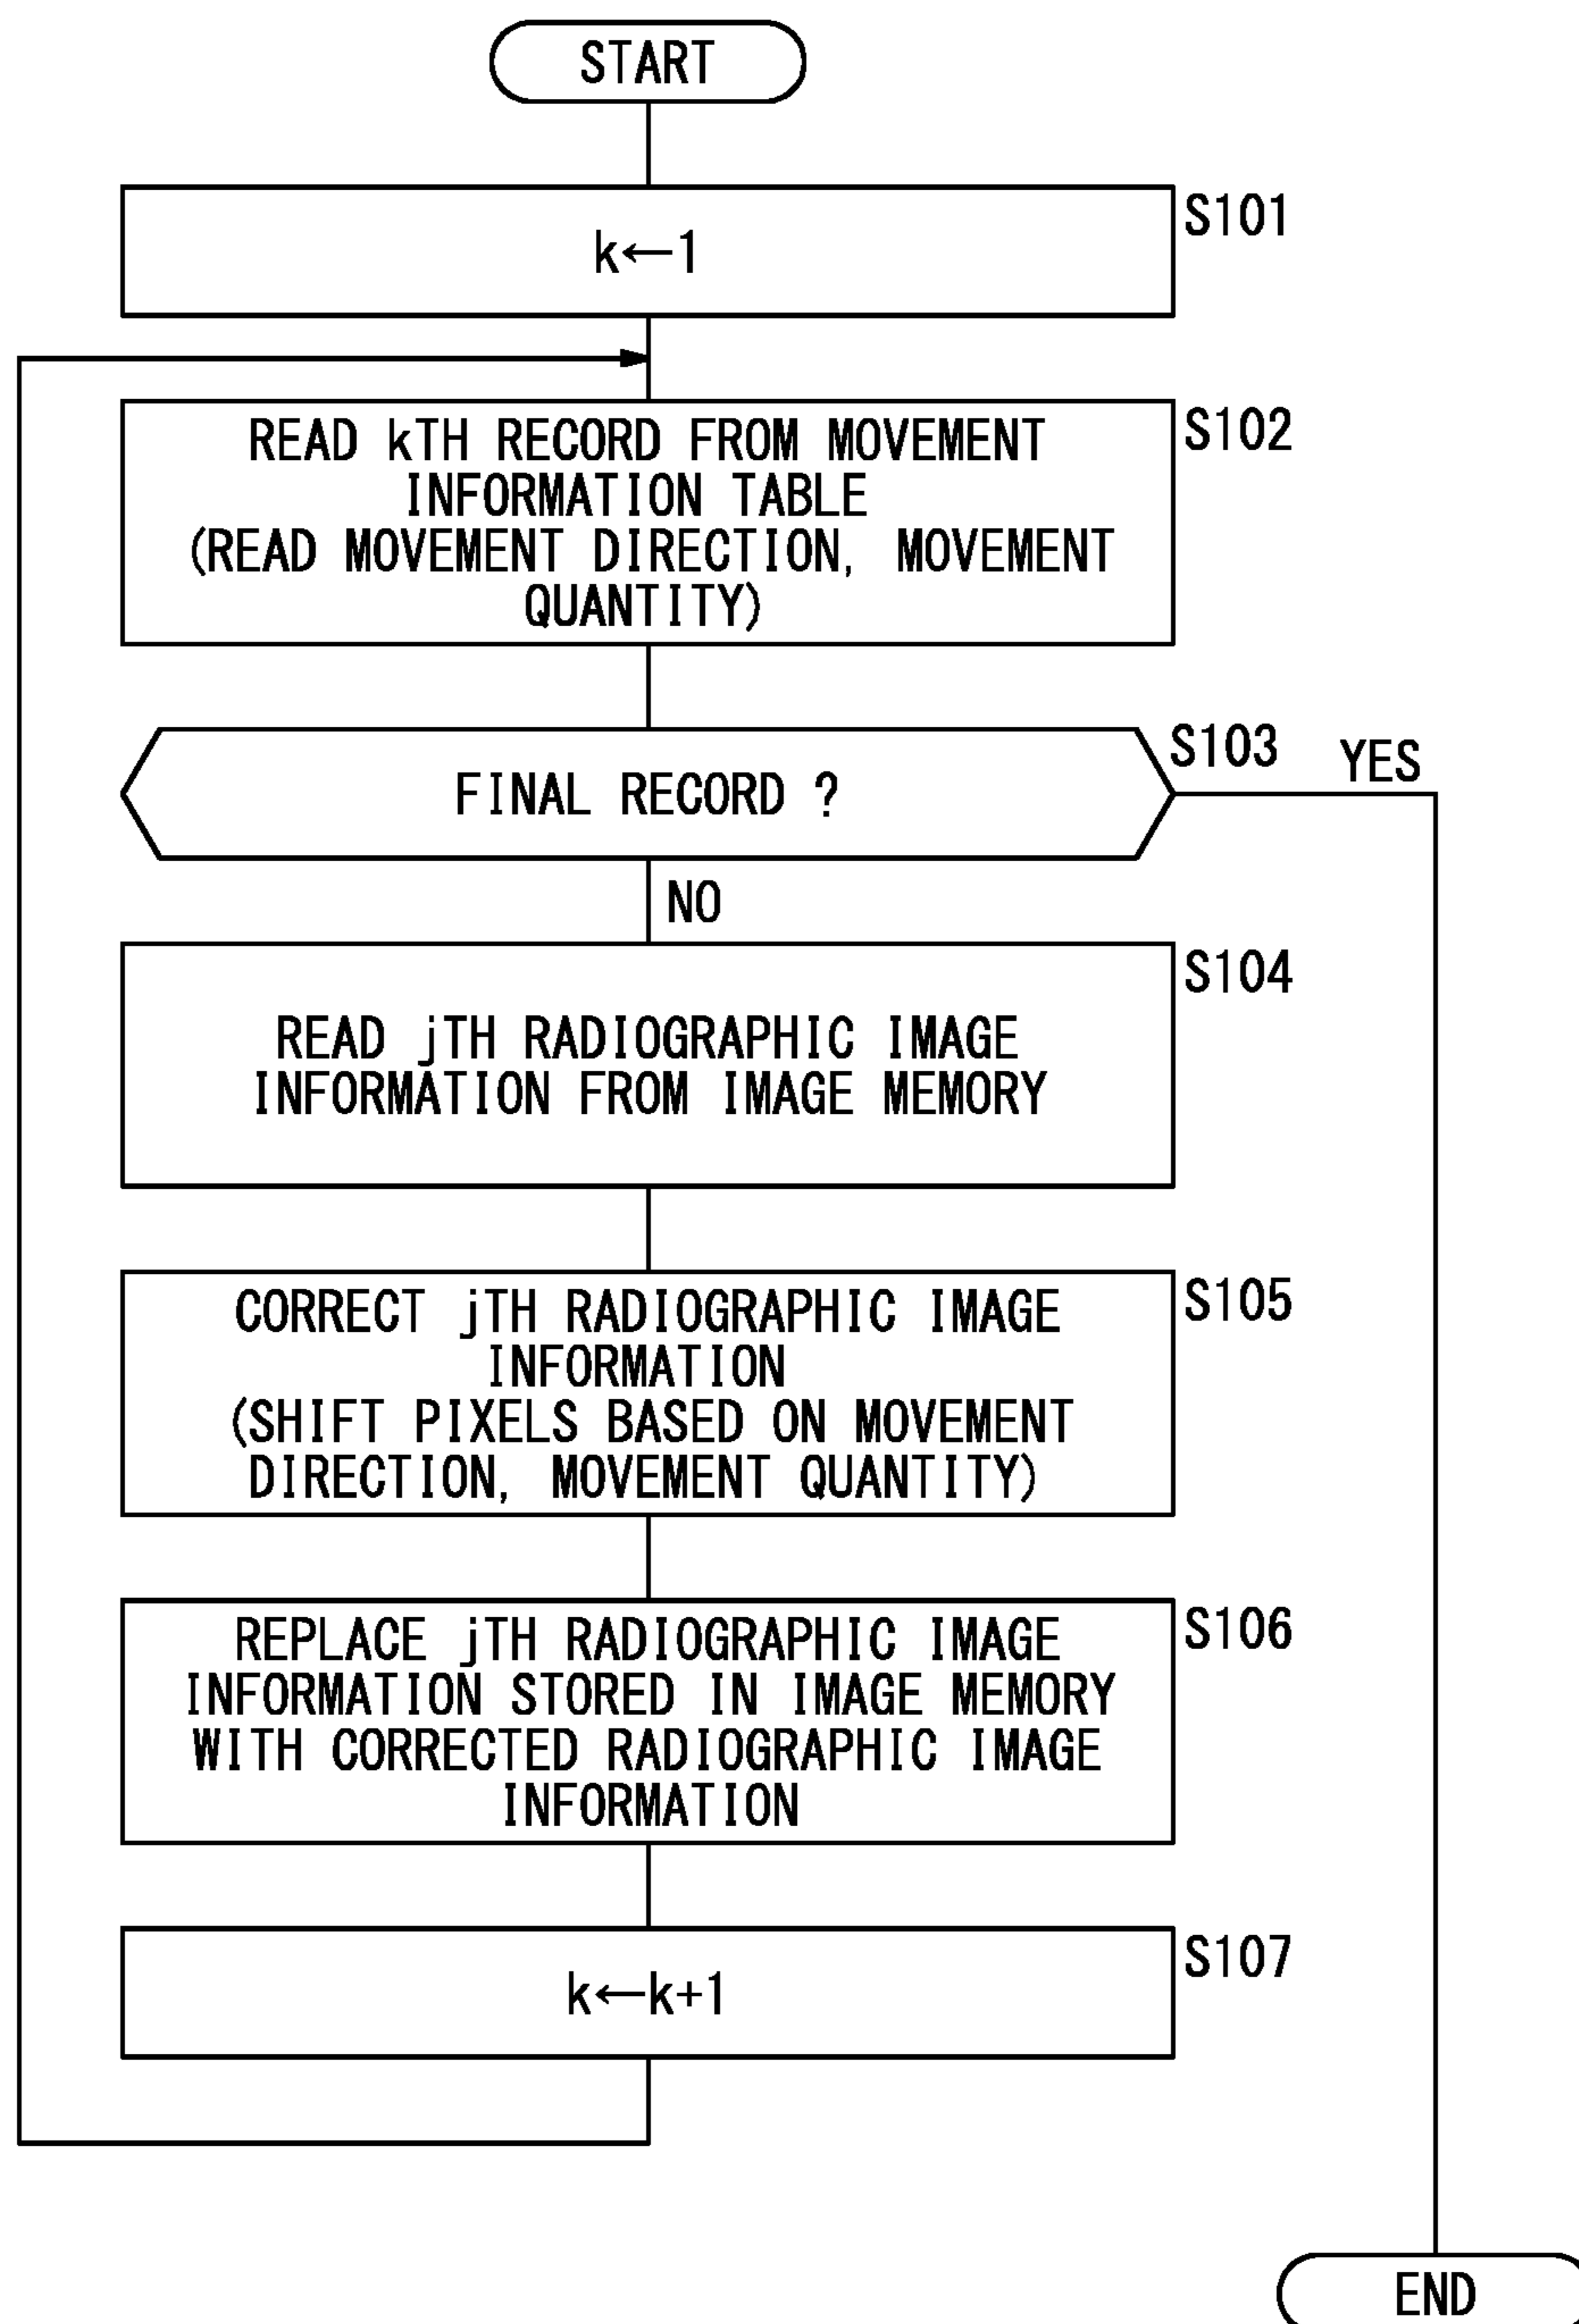 START
S101
k←1
S102
READ kTH RECORD FROM MOVEMENT
INFORMATION TABLE
(READ MOVEMENT DIRECTION, MOVEMENT
QUANTITY)
S103
YES
FINAL RECORD ?
NO
S104
READ jTH RADIOGRAPHIC IMAGE
INFORMATION FROM IMAGE MEMORY
S105
CORRECT jTH RADIOGRAPHIC IMAGE
INFORMATION
(SHIFT PIXELS BASED ON MOVEMENT
DIRECTION, MOVEMENT QUANTITY)
S106
REPLACE jTH RADIOGRAPHIC IMAGE
INFORMATION STORED IN IMAGE MEMORY
WITH CORRECTED RADIOGRAPHIC IMAGE
INFORMATION
S107
k←k+1
END